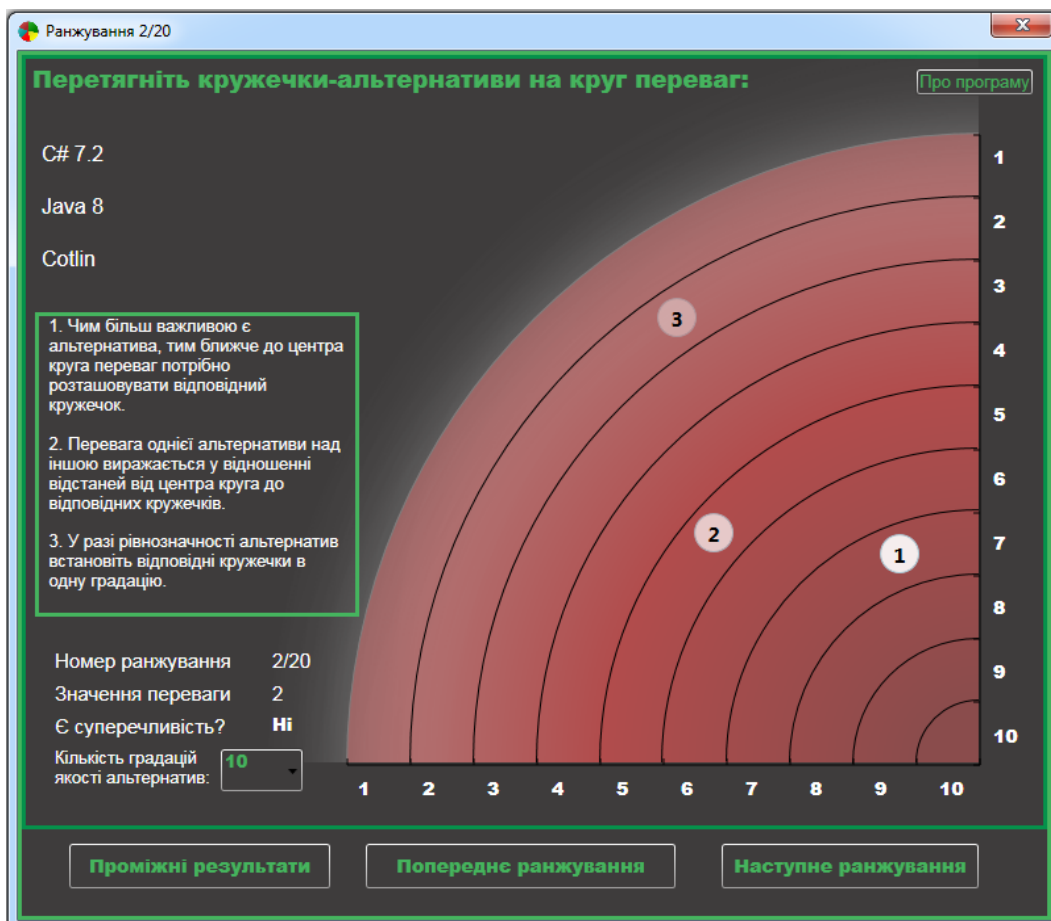 Ранжування 2/20
Перетягніть кружечки-альтернативи на круг переваг:
Про програму
C# 7.2
Java 8
Cotlin
1. Чим більш важливою є
альтернатива, тим ближче до центра
круга переваг потрібно
розташовувати відповідний
кружечок.
2. Перевага однієї альтернативи над
іншою виражається у відношенні
відстаней від центра круга до
відповідних кружечків.
3. У разі рівнозначності альтернатив
встановіть відповідні кружечки в
одну градацію.
Номер ранжування 2/20
Значення переваги 2
Є суперечливість? Ні
Кількість градацій
якості альтернатив: 10
3
2
1
1
2
3
4
5
6
7
8
9
10
1 2 3 4 5 6 7 8 9 10
Проміжні результати Попереднє ранжування Наступне ранжування